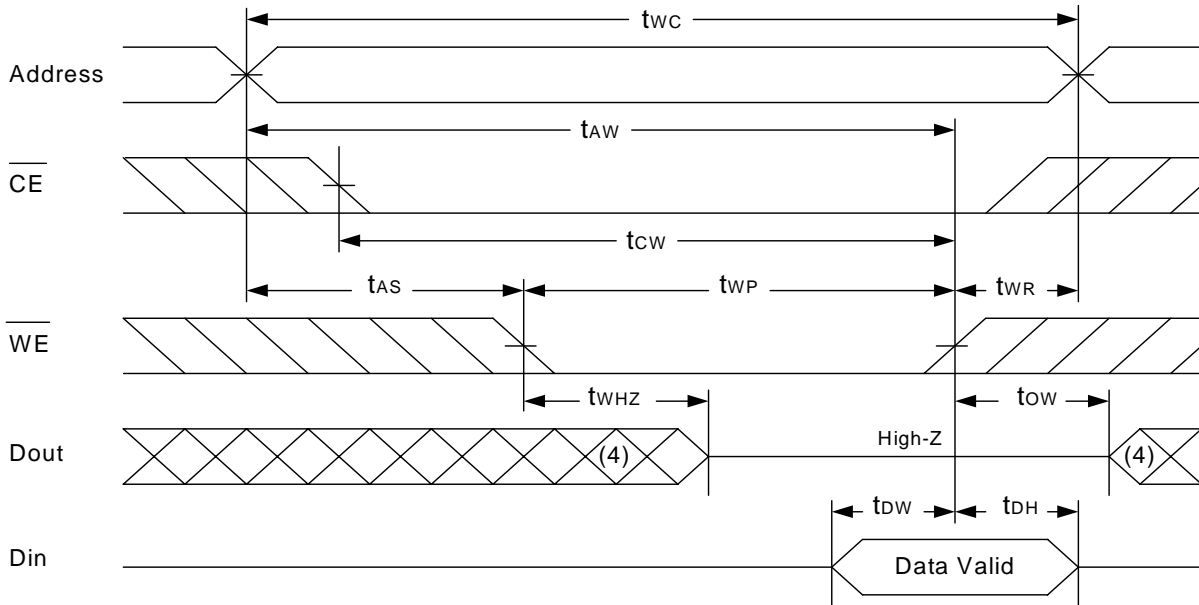 tWC
Address
tAW
CE
tCW
tAS tWP tWR
WE
tWHZ tOW
Dout (4) High-Z (4)
tDW tDH
Din Data Valid